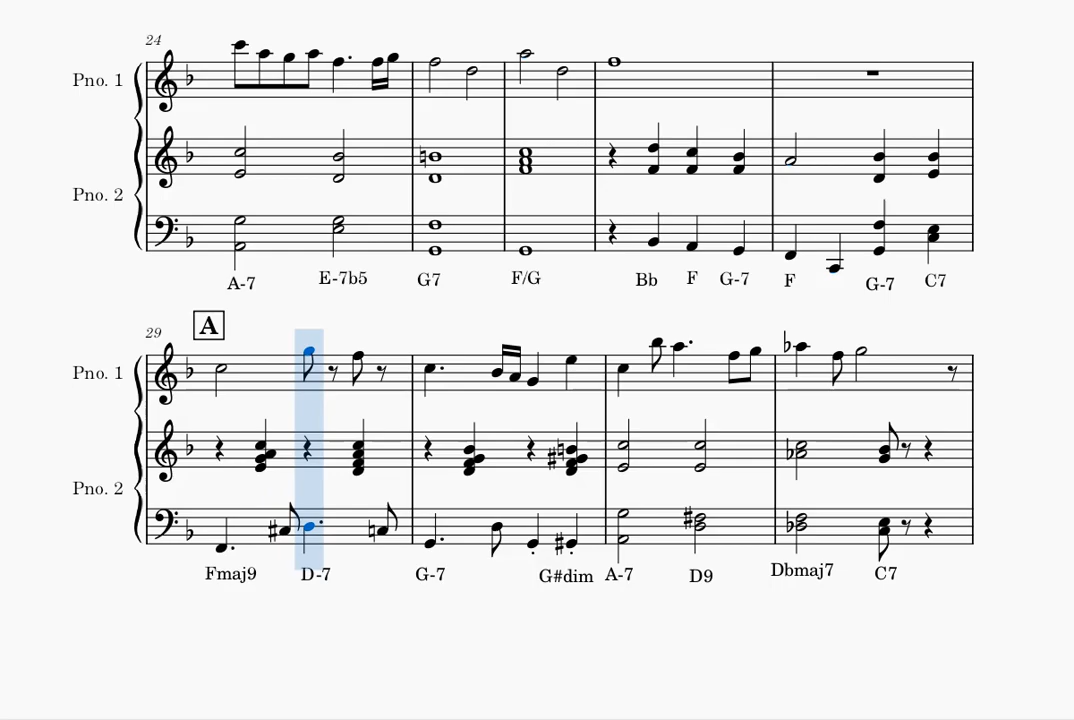 24
Pno. 1
Pno. 2
A-7 E-7b5 G7 F/G Bb F G-7 F G-7 C7
A
29
Pno. 1
Pno. 2
Fmaj9 D-7 G-7 G#dim A-7 D9 Dbmaj7 C7